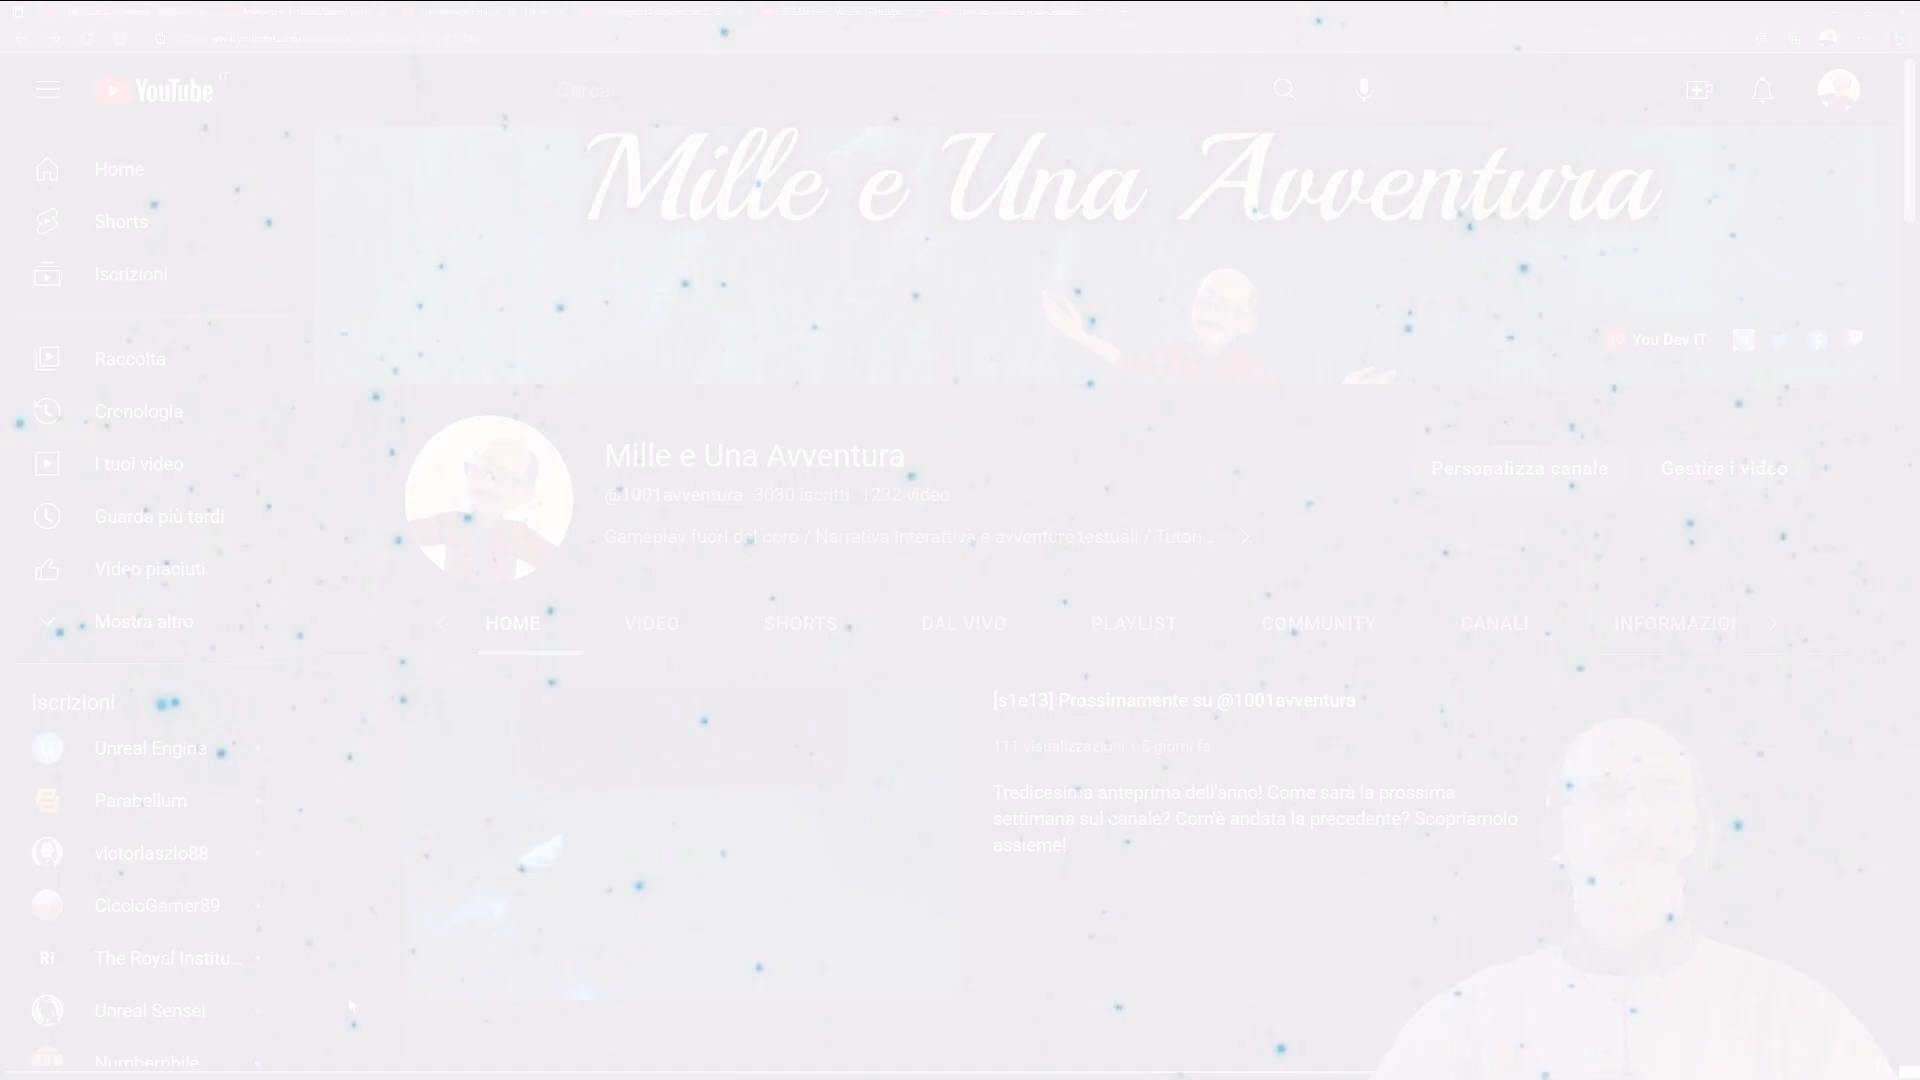 YouTube IT
Cerca
Home
Shorts
Iscrizioni
Raccolta
Cronologia
I tuoi video
Guarda più tardi
Video piaciuti
Mostra altro
Iscrizioni
Unreal Engine
Parabellum
victorlaszlo88
CiccioGamer89
Ri The Royal Institu...
Unreal Sensei
Numberphile
Mille e Una Avventura
You Dev IT
Mille e Una Avventura
@1001avventura 3030 iscritti 1232 video
Gameplay fuori dal coro / Narrativa Interattiva e avventure testuali / Tutori ...
Personalizza canale Gestire i video
HOME VIDEO SHORTS DAL VIVO PLAYLIST COMMUNITY CANALI INFORMAZIOI
[s1e13] Prossimamente su @1001avventura
111 visualizzazioni • 5 giorni fa
Tredicesima anteprima dell'anno! Come sarà la prossima
settimana sul canale? Com'è andata la precedente? Scopriamolo
assieme!